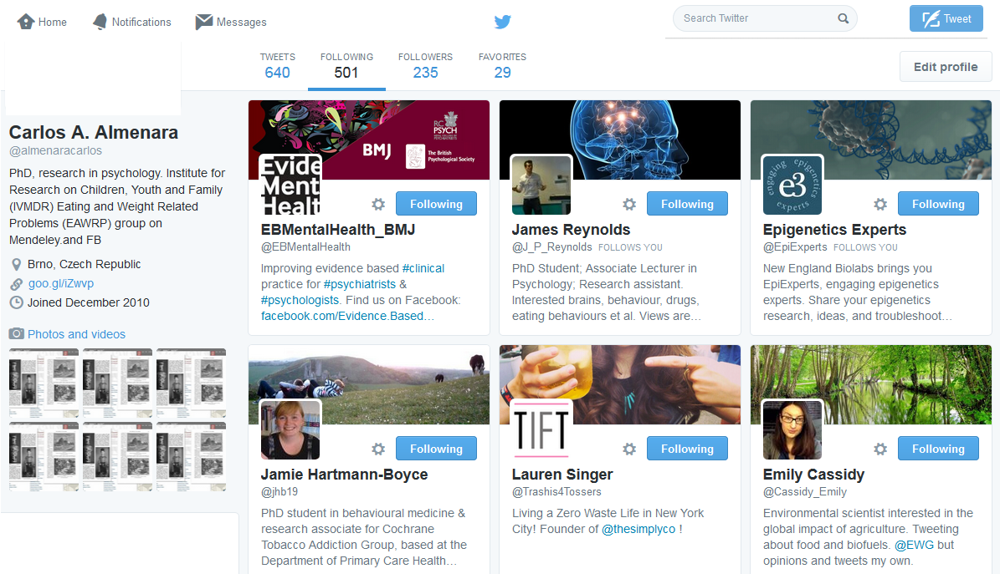 Home
Notifications
Messages
Search Twitter
Tweet
TWEETS
640
FOLLOWING
501
FOLLOWERS
235
FAVORITES
29
Edit profile
Carlos A. Almenara
@almenaracarlos
PhD, research in psychology. Institute for
Research on Children, Youth and Family
(IVMDR) Eating and Weight Related
Problems (EAWRP) group on
Mendeley.and FB
Brno, Czech Republic
goo.gl/iZwvp
Joined December 2010
Photos and videos
RC
PSYCH
BMJ
The British
Psychological Society
Evide
Ment
Healt
Following
EBMentalHealth_BMJ
@EBMentalHealth
Improving evidence based #clinical
practice for #psychiatrists &
#psychologists. Find us on Facebook:
facebook.com/Evidence.Based…
Following
James Reynolds
@J_P_Reynolds FOLLOWS YOU
PhD Student; Associate Lecturer in
Psychology; Research assistant.
Interested brains, behaviour, drugs,
eating behaviours et al. Views are…
engaging epigenetics
e3
experts
Following
Epigenetics Experts
@EpiExperts FOLLOWS YOU
New England Biolabs brings you
EpiExperts, engaging epigenetics
experts. Share your epigenetics
research, ideas, and troubleshoot…
Following
Jamie Hartmann-Boyce
@jhb19
PhD student in behavioural medicine &
research associate for Cochrane
Tobacco Addiction Group, based at the
Department of Primary Care Health…
TIFT
Following
Lauren Singer
@Trashis4Tossers
Living a Zero Waste Life in New York
City! Founder of @thesimplyco !
Following
Emily Cassidy
@Cassidy_Emily
Environmental scientist interested in the
global impact of agriculture. Tweeting
about food and biofuels. @EWG but
opinions and tweets my own.